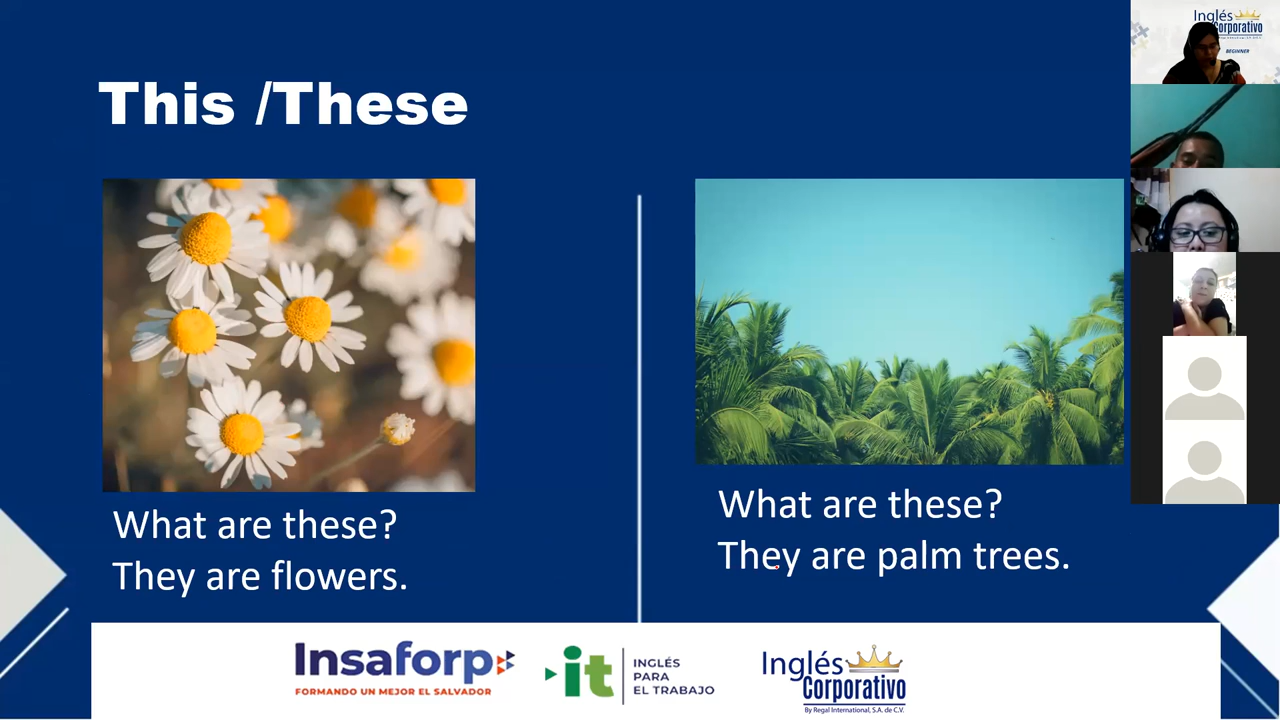 This /These
What are these?
They are flowers.
What are these?
They are palm trees.
Insaforp
FORMANDO UN MEJOR EL SALVADOR
it
INGLÉS
PARA
EL TRABAJO
Inglés
Corporativo
By Regal International, S.A. de C.V.
Inglés
Corporativo
BEGINNER